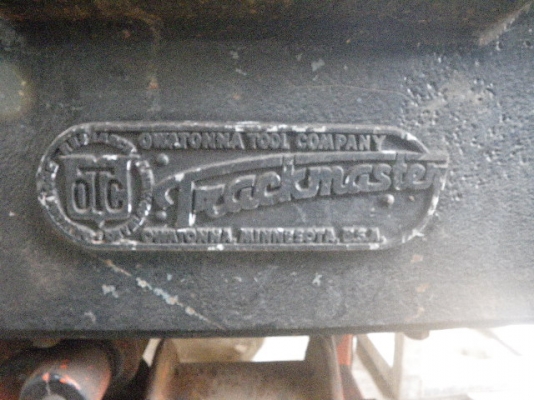 OWATONNA TOOL COMPANY
OTC
Trackmaster
OWATONNA, MINNESOTA, U.S.A.